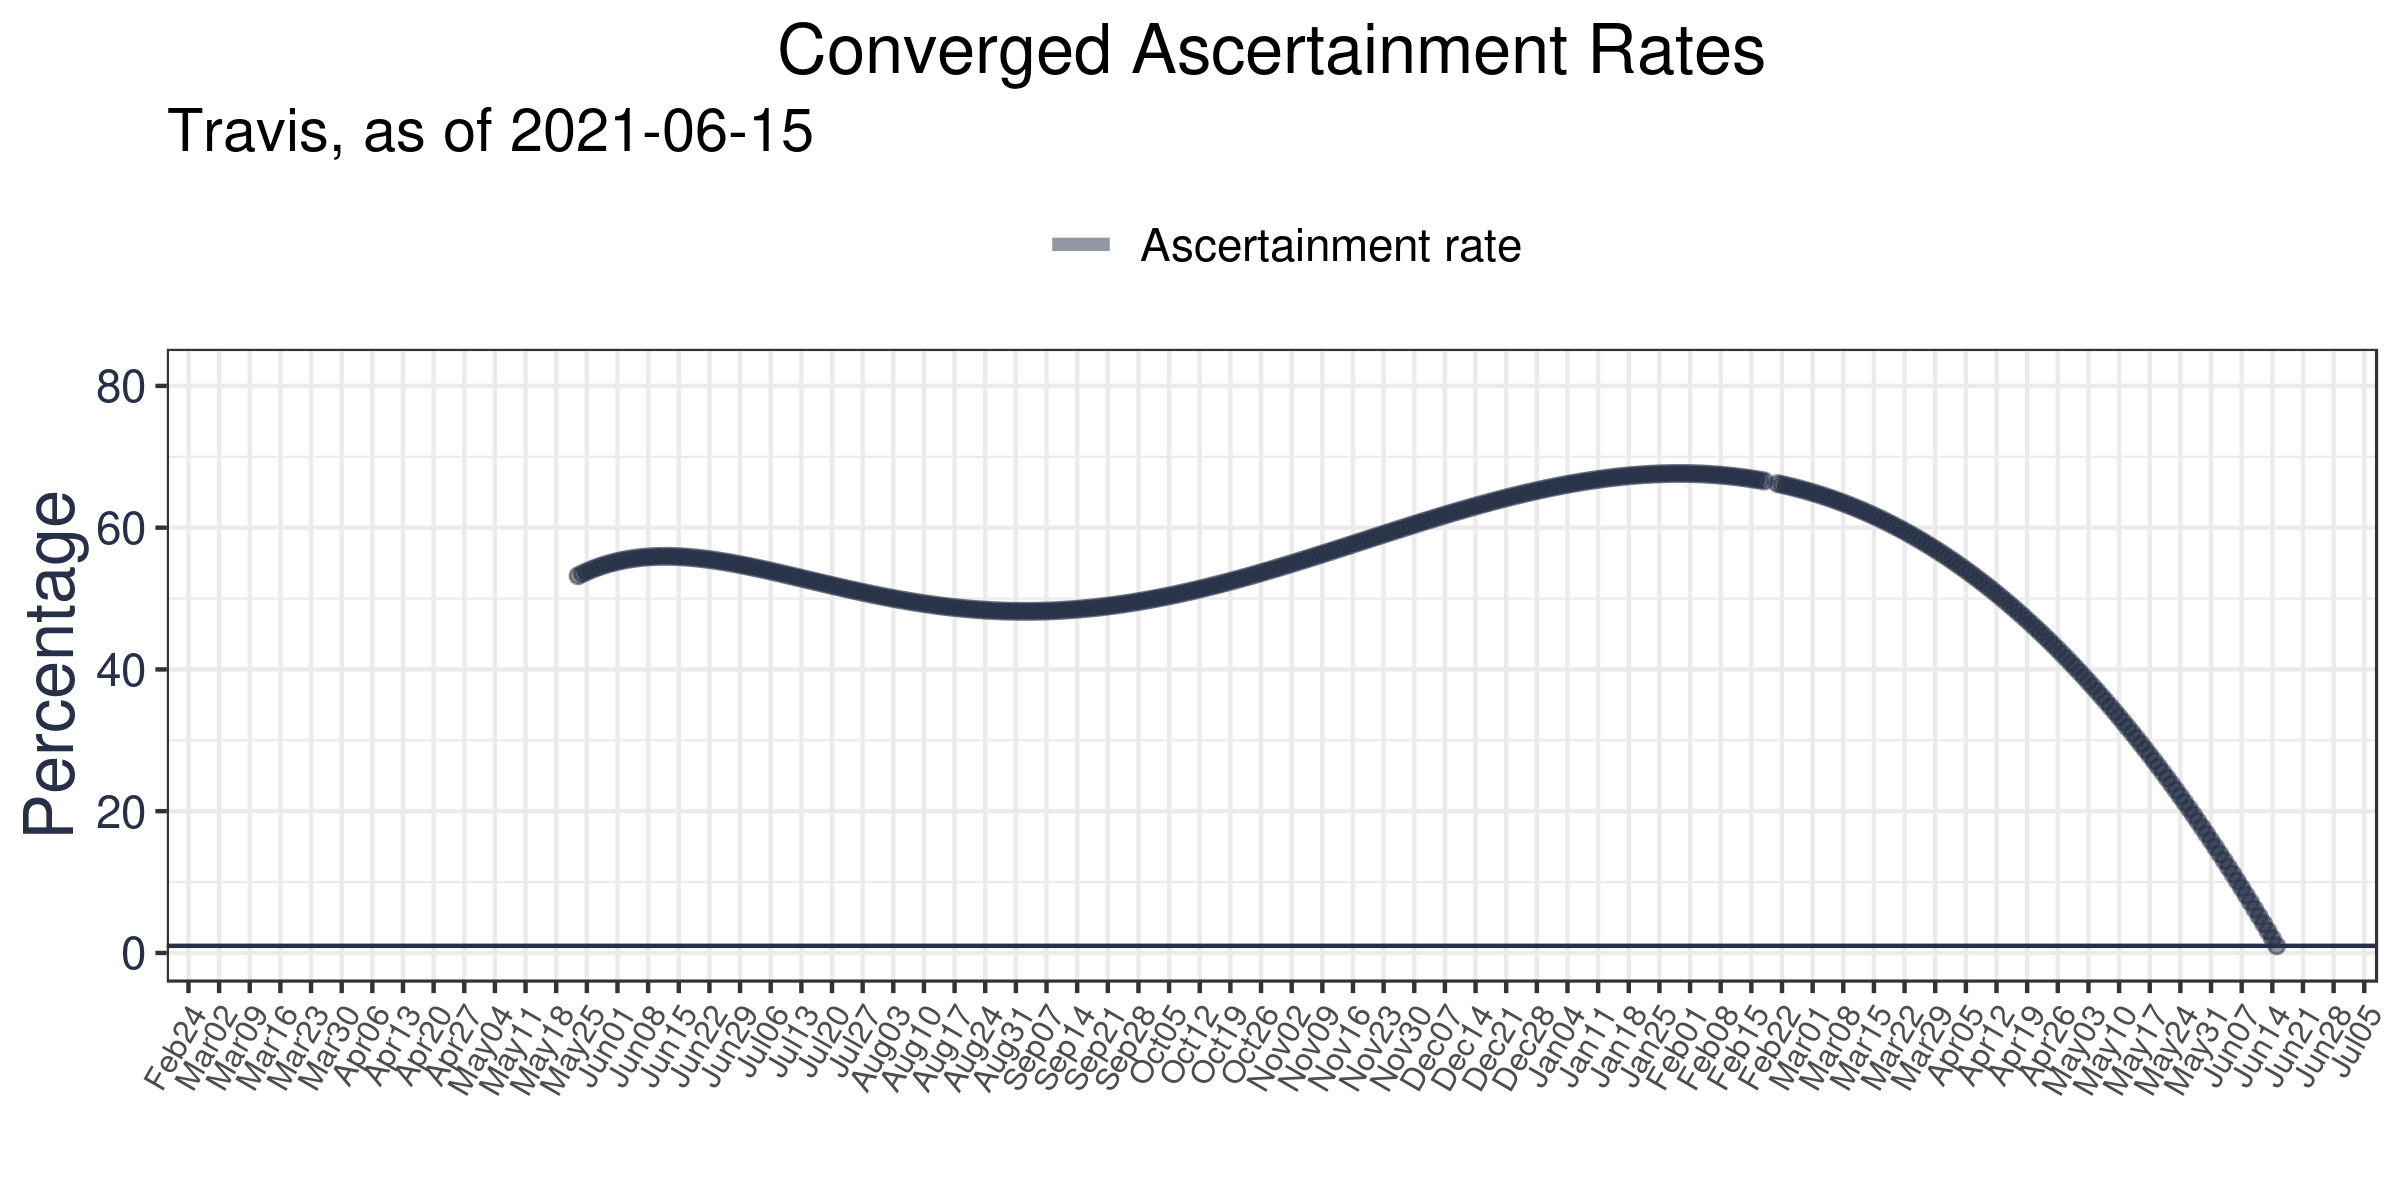 Converged Ascertainment Rates
Travis, as of 2021-06-15
Ascertainment rate
Percentage
80
60
40
20
0
Feb24 Mar02 Mar09 Mar16 Mar23 Mar30 Apr06 Apr13 Apr20 Apr27 May04 May11 May18 May25 Jun01 Jun08 Jun15 Jun22 Jun29 Jul06 Jul13 Jul20 Jul27 Aug03 Aug10 Aug17 Aug24 Aug31 Sep07 Sep14 Sep21 Sep28 Oct05 Oct12 Oct19 Oct26 Nov02 Nov09 Nov16 Nov23 Nov30 Dec07 Dec14 Dec21 Dec28 Jan04 Jan11 Jan18 Jan25 Feb01 Feb08 Feb15 Feb22 Mar01 Mar08 Mar15 Mar22 Mar29 Apr05 Apr12 Apr19 Apr26 May03 May10 May17 May24 May31 Jun07 Jun14 Jun21 Jun28 Jul05